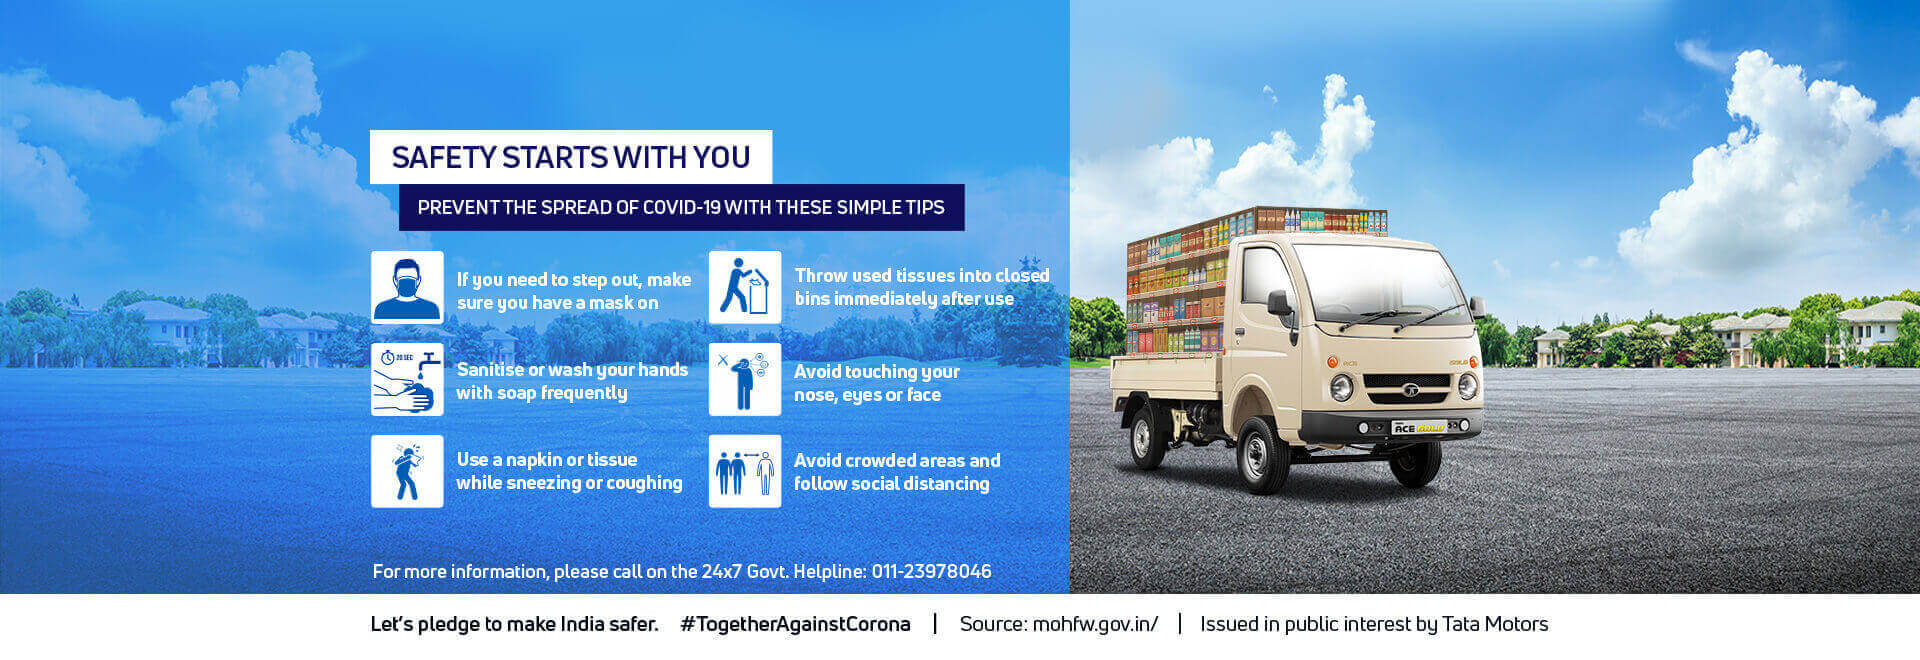 SAFETY STARTS WITH YOU
PREVENT THE SPREAD OF COVID-19 WITH THESE SIMPLE TIPS
If you need to step out, make
sure you have a mask on
Throw used tissues into closed
bins immediately after use
20 SEC
Sanitise or wash your hands
with soap frequently
Avoid touching your
nose, eyes or face
Use a napkin or tissue
while sneezing or coughing
Avoid crowded areas and
follow social distancing
For more information, please call on the 24x7 Govt. Helpline: 011-23978046
GOLD
ACE GOLD
Let's pledge to make India safer. #TogetherAgainstCorona | Source: mohfw.gov.in/ | Issued in public interest by Tata Motors